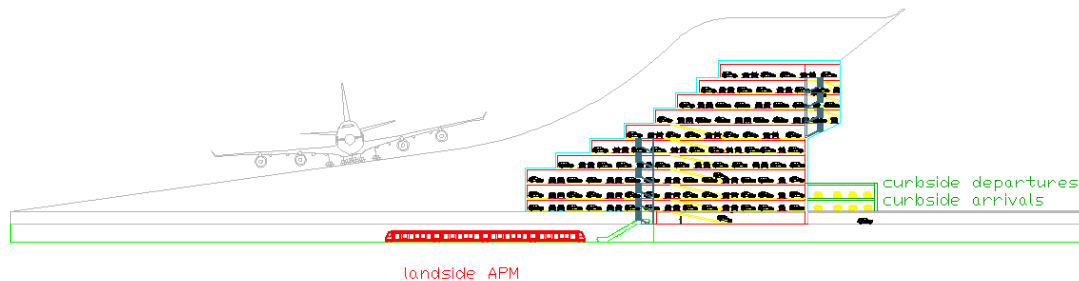 curbside departures
curbside arrivals
landside APM